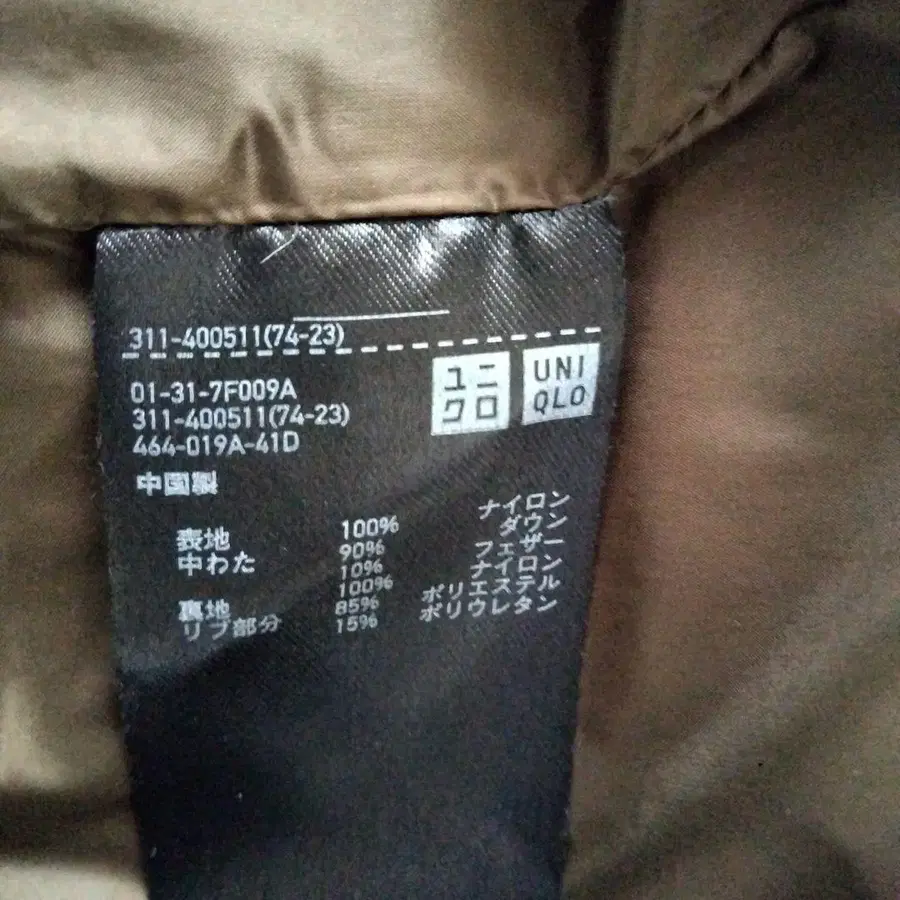 311-400511(74-23)
ユニ
クロ
UNI
QLO
01-31-7F009A
311-400511(74-23)
464-019A-41D
中国製
表地 100% ナイロン
中わた 90% ダウン
10% フェザー
裏地 100% ナイロン
リブ部分 85% ポリエステル
15% ポリウレタン